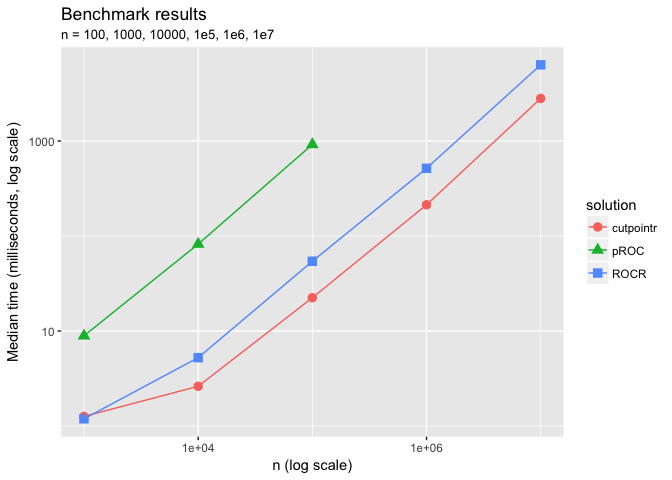 Benchmark results
n = 100, 1000, 10000, 1e5, 1e6, 1e7
Median time (milliseconds, log scale)
1000
10
1e+04
1e+06
n (log scale)
solution
cutpointr
pROC
ROCR